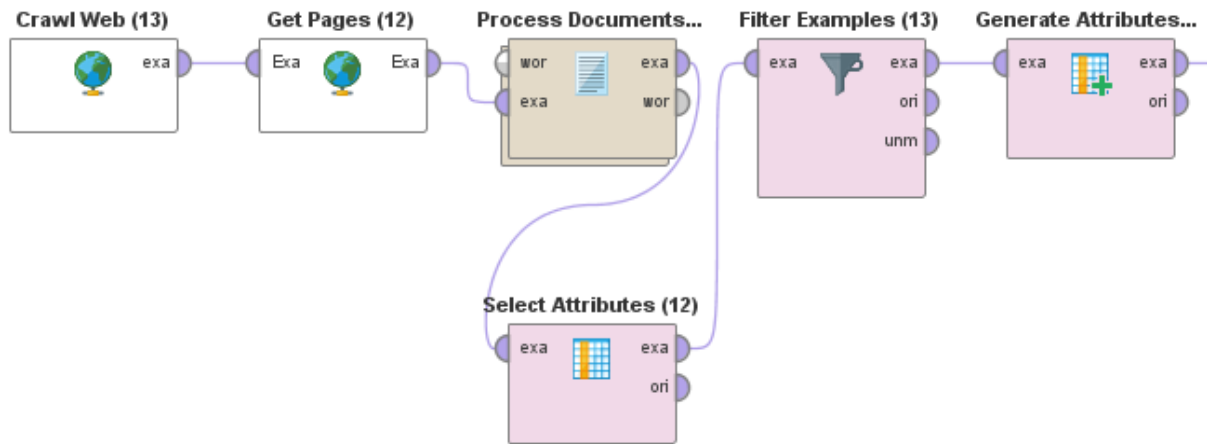 Crawl Web (13)
exa
Get Pages (12)
Exa Exa
Process Documents...
wor exa
exa wor
Filter Examples (13)
exa exa
ori
unm
Generate Attributes...
exa exa
ori
Select Attributes (12)
exa exa
ori